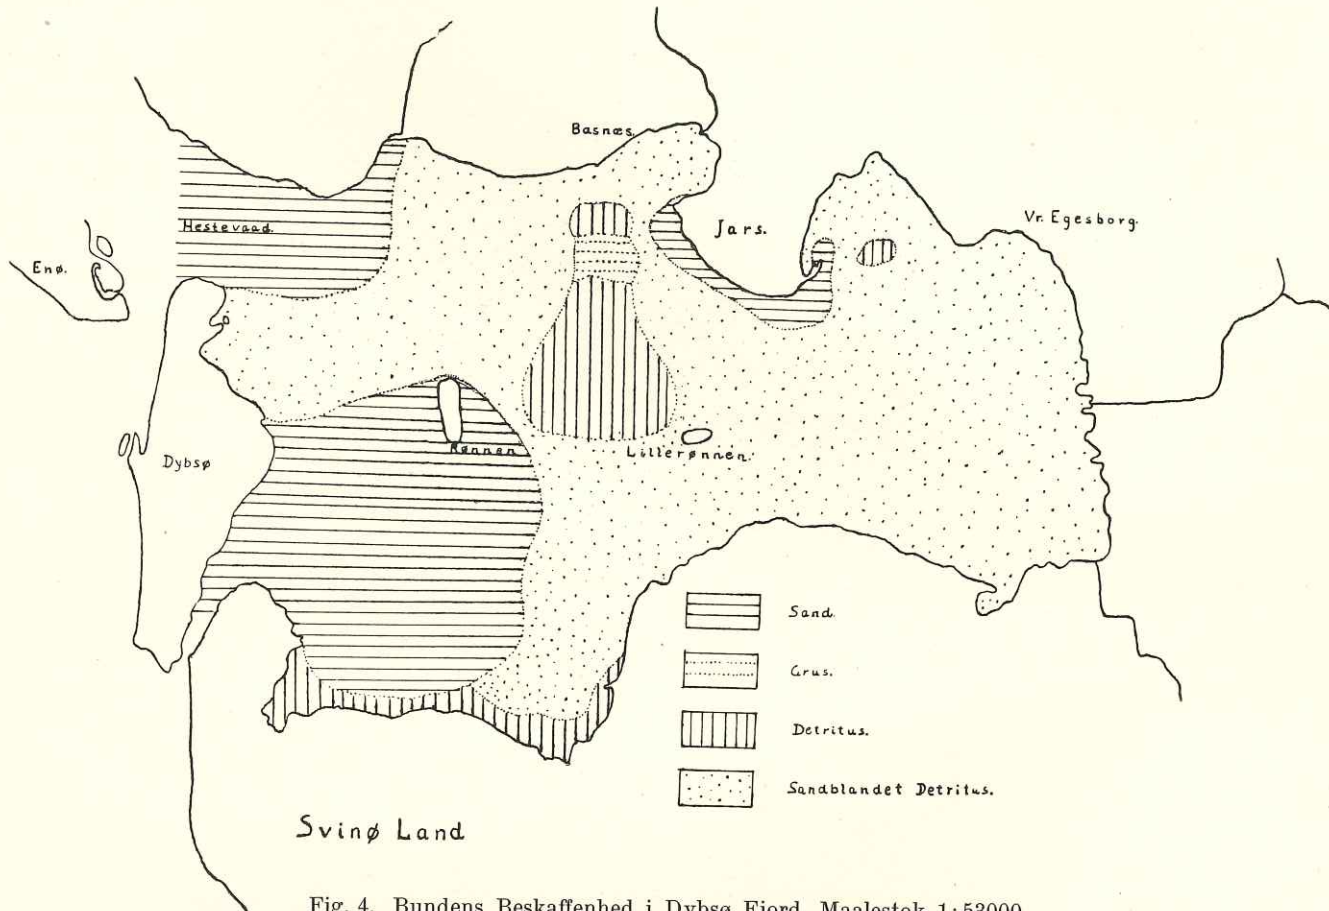 Basnæs.
Hestevaad.
Jars.
Vr. Egesborg.
Enø.
Rønnen
Lillerønnen.
Dybsø
Sand.
Grus.
Detritus.
Sandblandet Detritus.
Svinø Land
Fig. 4. Bundens Beskaffenhed i Dybsø Fjord. Maalestok 1:53000.